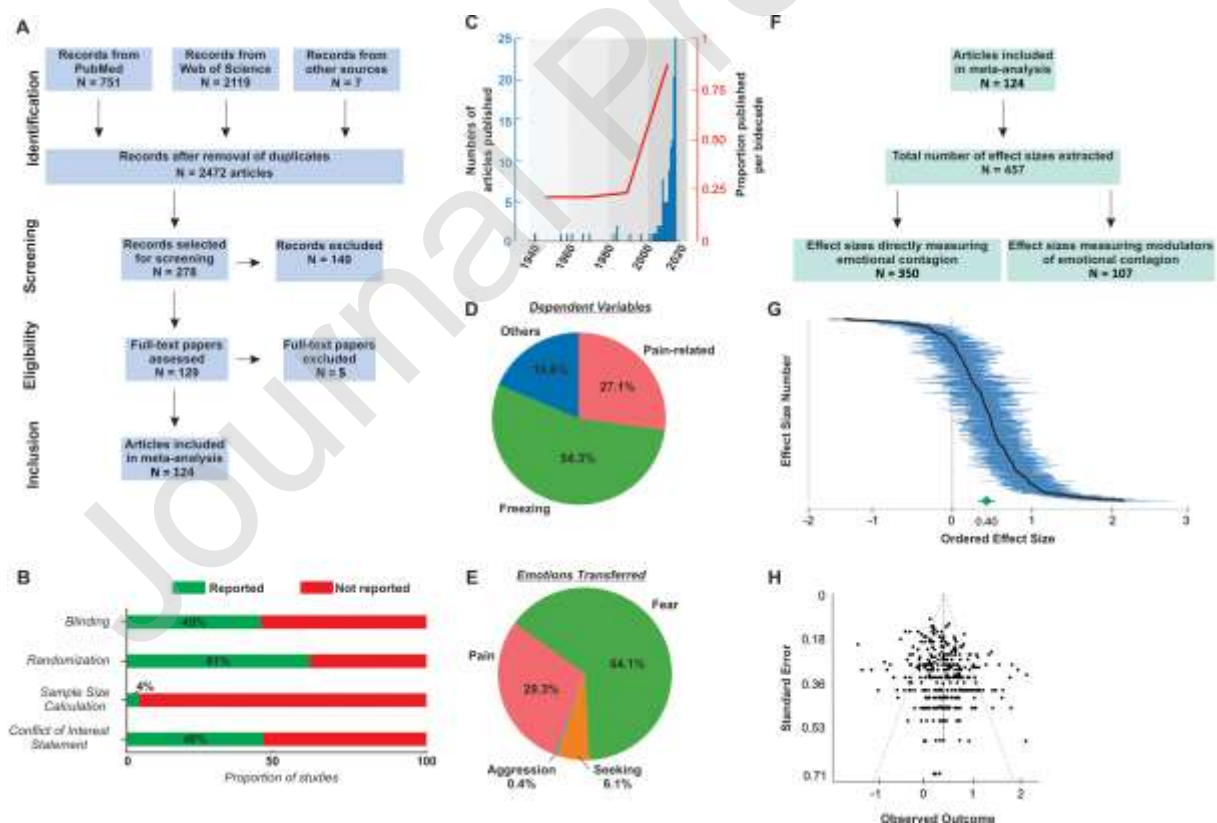 Journal Pre
A
Identification
Records from
PubMed
N = 751
Records from
Web of Science
N = 2119
Records from
other sources
N = 7
Records after removal of duplicates
N = 2472 articles
Screening
Records selected
for screening
N = 278
Records excluded
N = 149
Eligibility
Full-text papers
assessed
N = 129
Full-text papers
excluded
N = 5
Inclusion
Articles included
in meta-analysis
N = 124
B
Reported
Not reported
Blinding
Randomization
61%
Sample Size
Calculation
4%
Conflict of Interest
Statement
0
50
100
Proportion of studies
C
Numbers of
articles published
25
20
15
10
5
0
1940
1960
1980
2000
2020
1
0.75
0.50
0.25
0
Proportion published
per bidecade
D
Dependent Variables
Others
Pain-related
27.1%
54.3%
Freezing
E
Emotions Transferred
Fear
64.1%
Pain
29.3%
Aggression
0.4%
Seeking
6.1%
F
Articles included
in meta-analysis
N = 124
Total number of effect sizes extracted
N = 457
Effect sizes directly measuring
emotional contagion
N = 350
Effect sizes measuring modulators
of emotional contagion
N = 107
G
Effect Size Number
-2
-1
0
0.40
1
2
3
Ordered Effect Size
H
Standard Error
0
0.18
0.36
0.53
0.71
-1
0
1
2
Observed Outcome